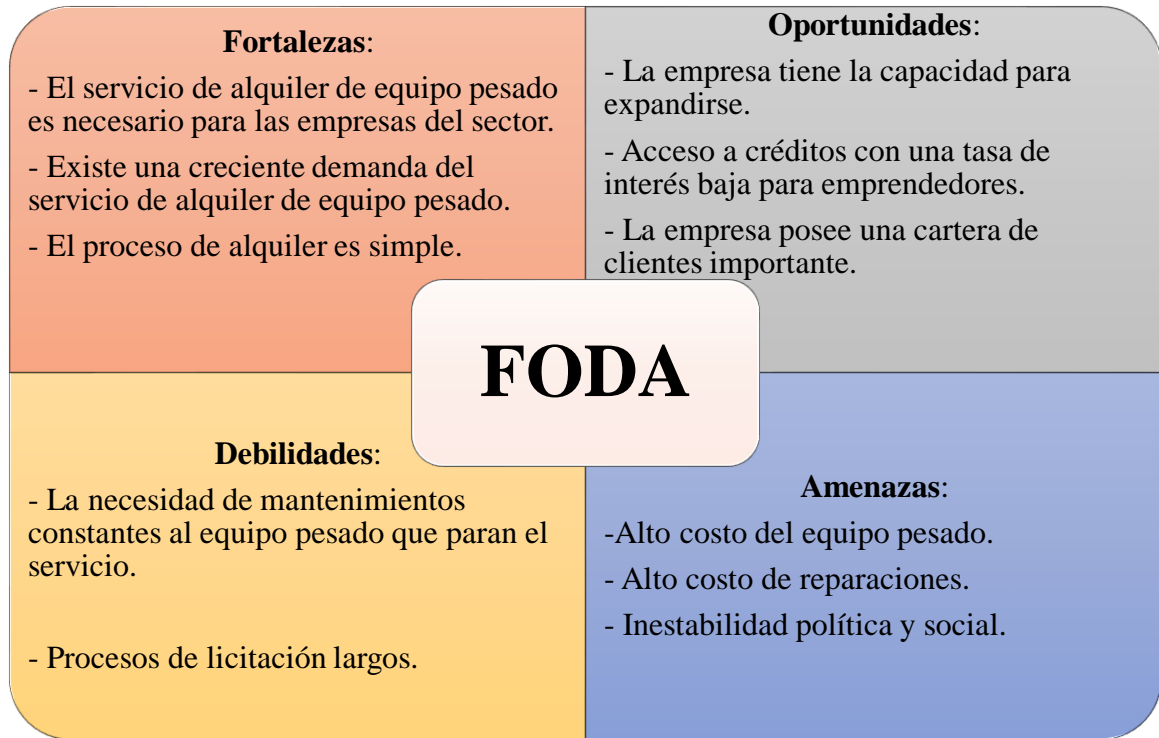 Fortalezas:
- El servicio de alquiler de equipo pesado
es necesario para las empresas del sector.
- Existe una creciente demanda del
servicio de alquiler de equipo pesado.
- El proceso de alquiler es simple.
Oportunidades:
- La empresa tiene la capacidad para
expandirse.
- Acceso a créditos con una tasa de
interés baja para emprendedores.
- La empresa posee una cartera de
clientes importante.
FODA
Debilidades:
- La necesidad de mantenimientos
constantes al equipo pesado que paran el
servicio.
- Procesos de licitación largos.
Amenazas:
-Alto costo del equipo pesado.
- Alto costo de reparaciones.
- Inestabilidad política y social.